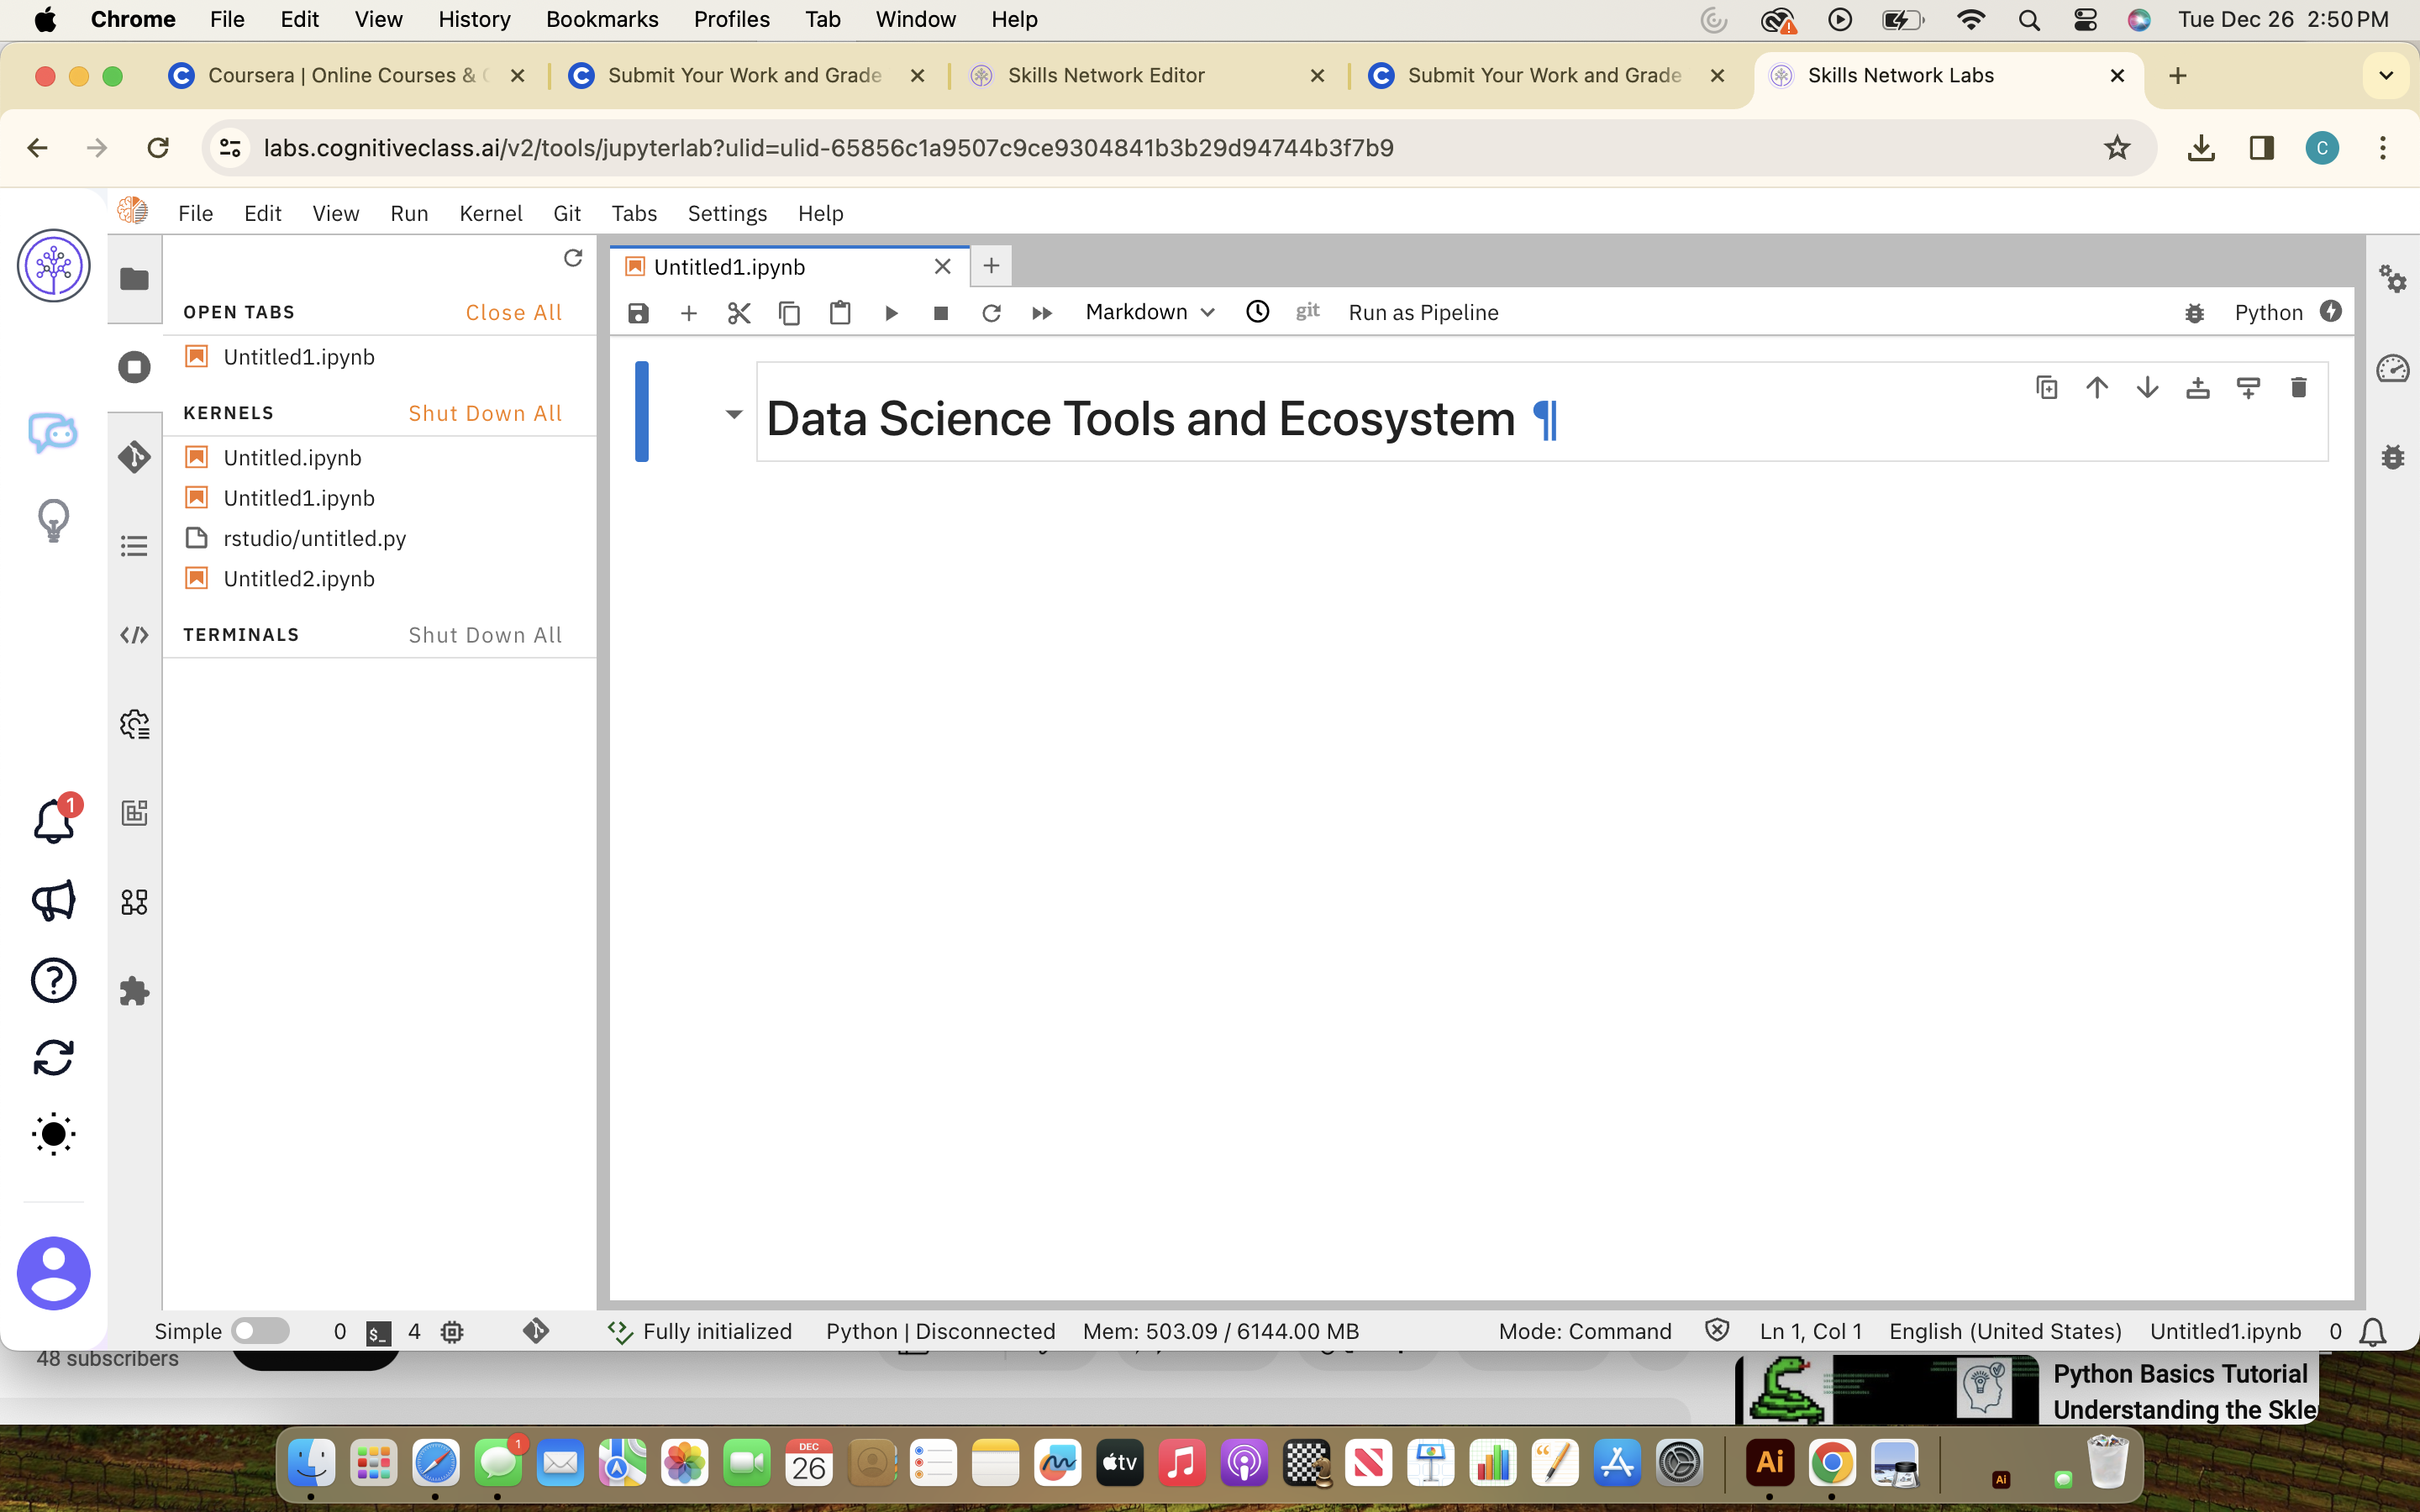 Chrome File Edit View History Bookmarks Profiles Tab Window Help Tue Dec 26 2:50 PM
Coursera | Online Courses & Submit Your Work and Grade Skills Network Editor Submit Your Work and Grade Skills Network Labs
labs.cognitiveclass.ai/v2/tools/jupyterlab?ulid=ulid-65856c1a9507c9ce9304841b3b29d94744b3f7b9 C
File Edit View Run Kernel Git Tabs Settings Help
Untitled1.ipynb
OPEN TABS Close All
Markdown git Run as Pipeline Python
Untitled1.ipynb
KERNELS Shut Down All
Data Science Tools and Ecosystem ¶
Untitled.ipynb
Untitled1.ipynb
rstudio/untitled.py
Untitled2.ipynb
TERMINALS Shut Down All
1
Simple 0 $_ 4 Fully initialized Python | Disconnected Mem: 503.09 / 6144.00 MB Mode: Command Ln 1, Col 1 English (United States) Untitled1.ipynb 0
48 subscribers
Python Basics Tutorial
Understanding the Skle
1 DEC 26 tv Ai Ai